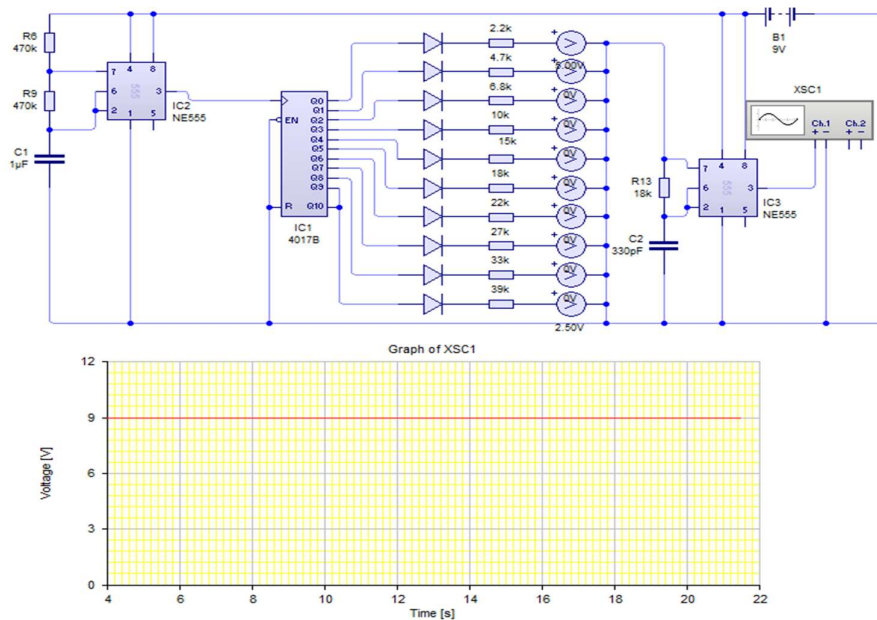 R6
470k
R9
470k
C1
1µF
7
4
8
6
2
3
1
5
555
IC2
NE555
EN
R
Q0
Q1
Q2
Q3
Q4
Q5
Q6
Q7
Q8
Q9
Q10
IC1
4017B
2.2k
4.7k
6.8k
10k
15k
18k
22k
27k
33k
39k
+
V
5.00V
+
V
0V
+
V
0V
+
V
0V
+
V
0V
+
V
0V
+
V
0V
+
V
0V
+
V
0V
+
V
2.50V
B1
9V
XSC1
Ch.1
Ch.2
+ -
+ -
R13
18k
C2
330pF
7
4
8
6
2
3
1
5
555
IC3
NE555
Graph of XSC1
Voltage [V]
12
9
6
3
0
4
6
8
10
12
14
16
18
20
22
Time [s]